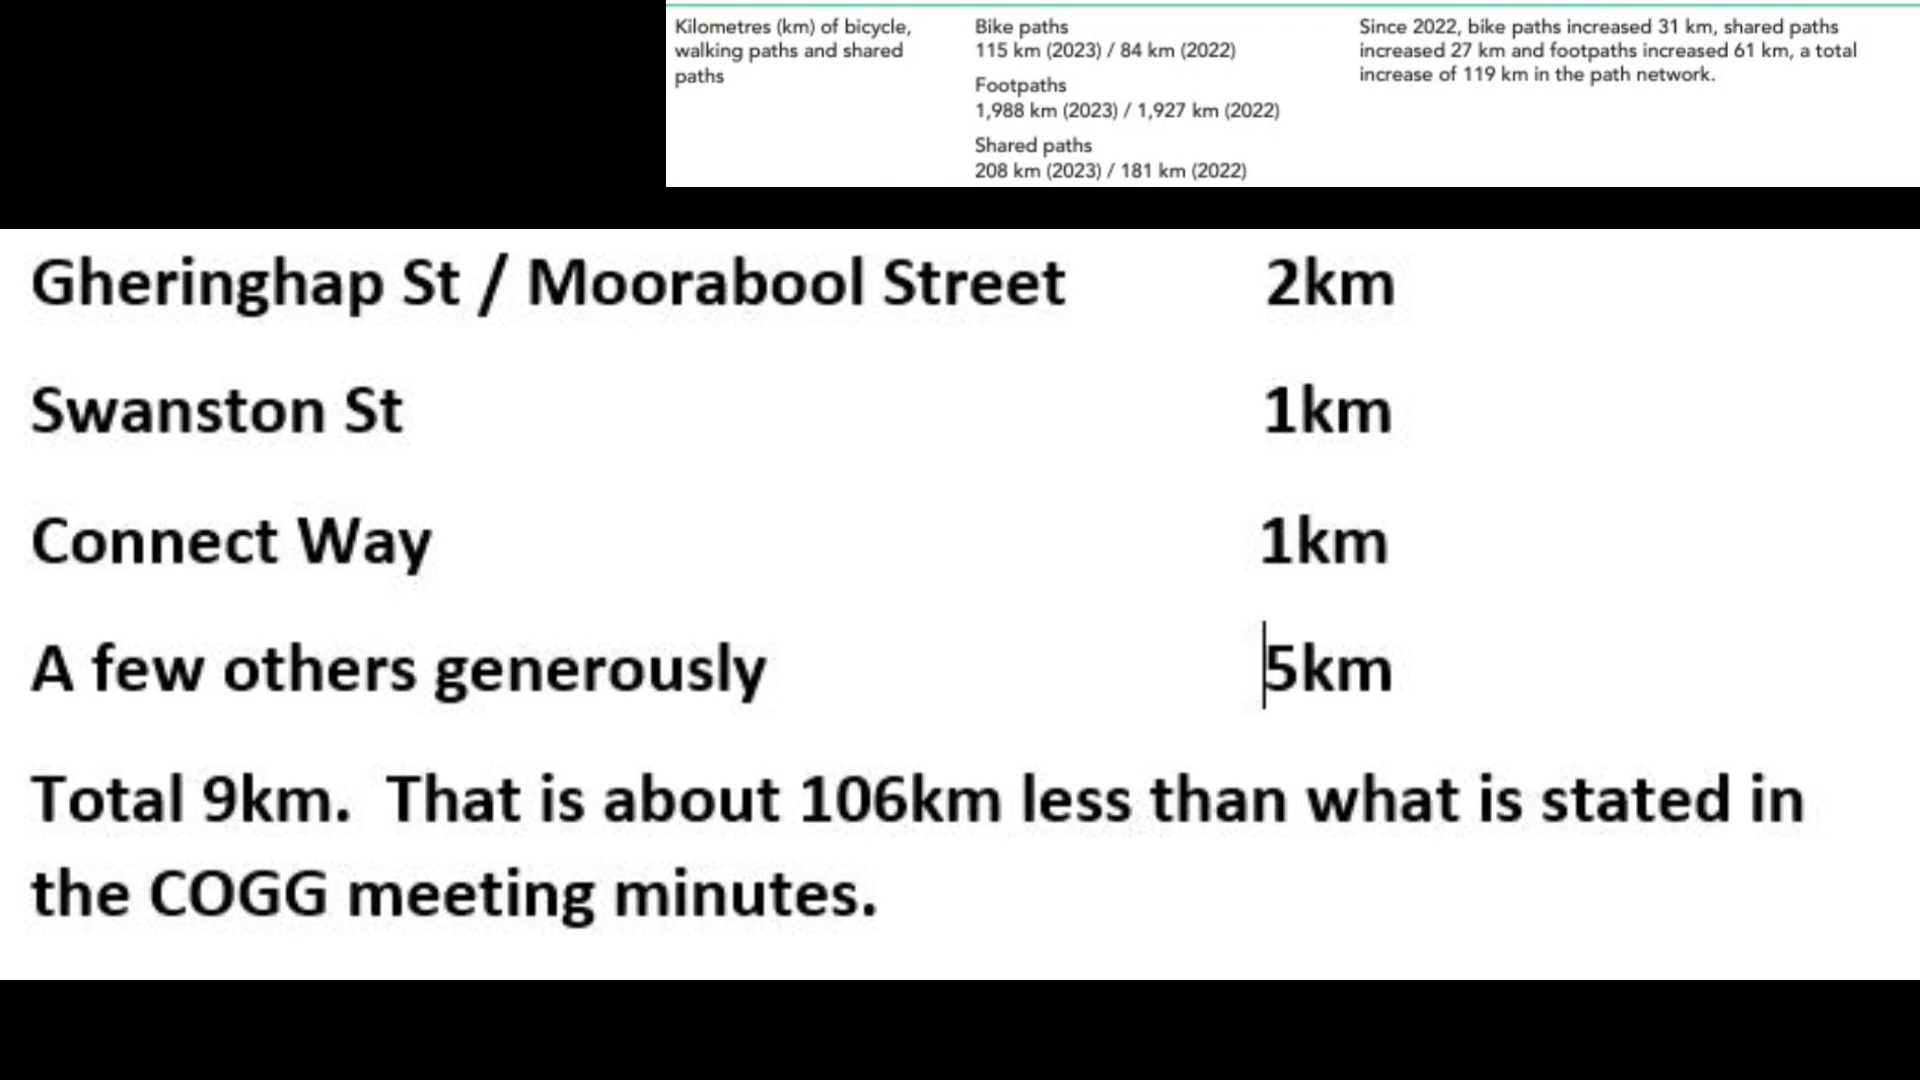 Kilometres (km) of bicycle,
walking paths and shared
paths
Bike paths
115 km (2023) / 84 km (2022)
Footpaths
1,988 km (2023) / 1,927 km (2022)
Shared paths
208 km (2023) / 181 km (2022)
Since 2022, bike paths increased 31 km, shared paths
increased 27 km and footpaths increased 61 km, a total
increase of 119 km in the path network.
Gheringhap St / Moorabool Street 2km
Swanston St 1km
Connect Way 1km
A few others generously 5km
Total 9km. That is about 106km less than what is stated in
the COGG meeting minutes.